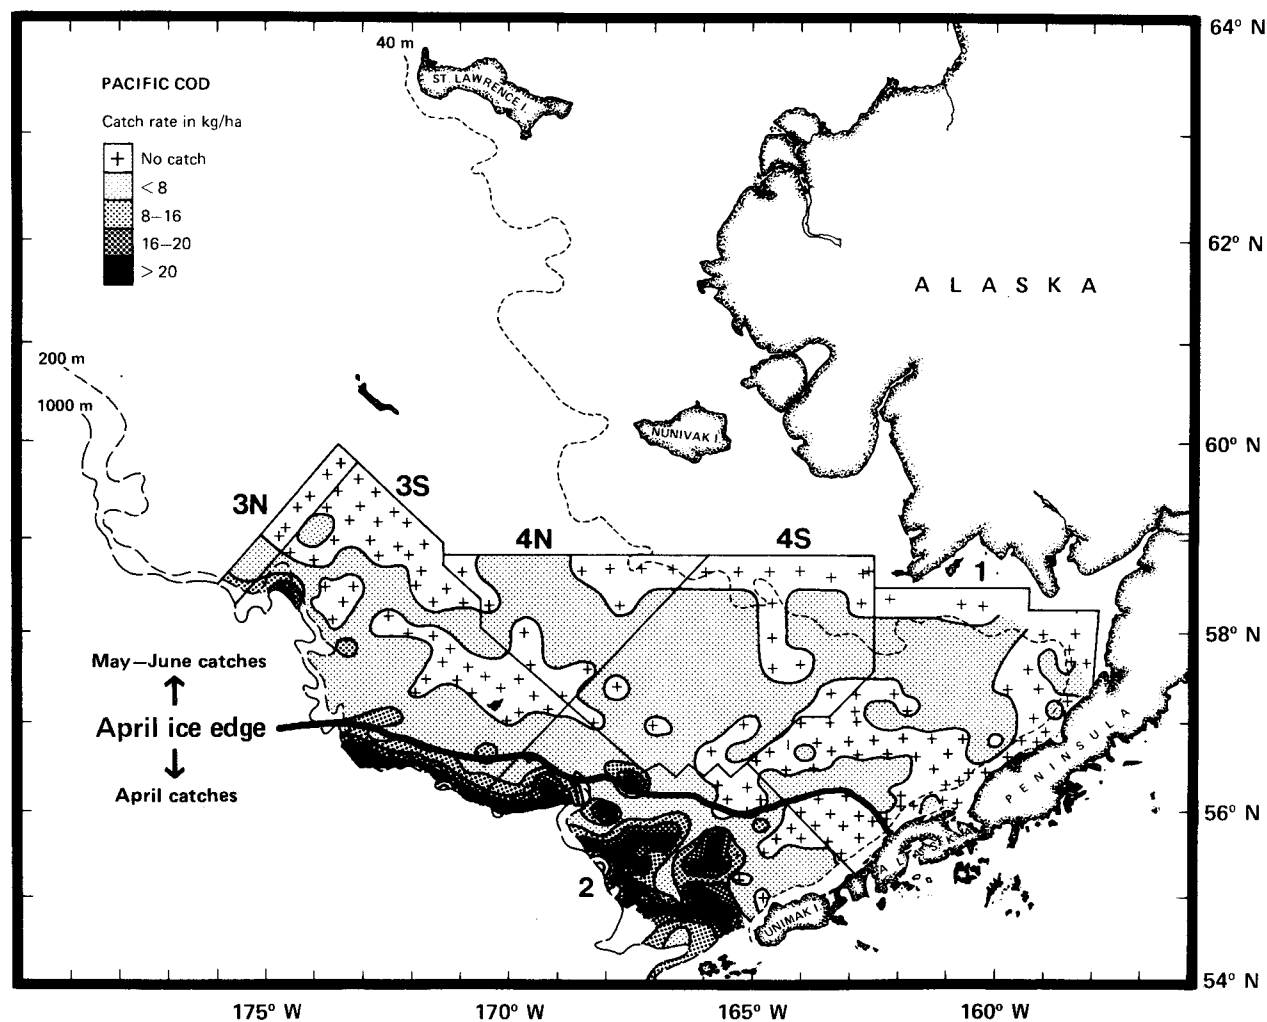 64° N
40 m
ST. LAWRENCE I.
PACIFIC COD
Catch rate in kg/ha
+ No catch
<8
8–16
16–20
>20
62° N
ALASKA
200 m
1000 m
60° N
NUNIVAK I.
3N
3S
4N
4S
1
58° N
May–June catches
April ice edge
April catches
PENINSULA
56° N
2
UNIMAK I.
54° N
175° W
170° W
165° W
160° W